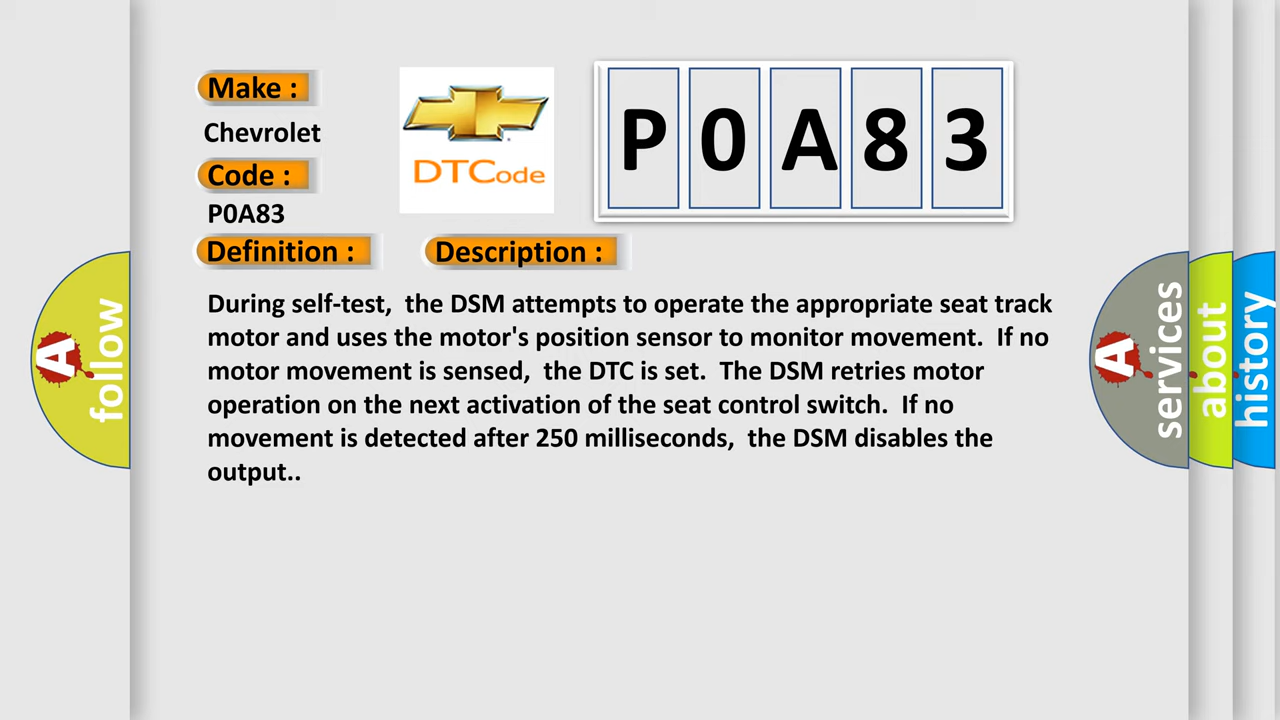 Make :
Chevrolet
Code :
P0A83
Definition :
Description :
DTCode
P0A83
During self-test,  the DSM attempts to operate the appropriate seat track
motor and uses the motor's position sensor to monitor movement  If no
motor movement is sensed,  the DTC is set  The DSM retries motor
operation on the next activation of the seat control switch  If no
movement is detected after 250 milliseconds,  the DSM disables the
output..
A follow
A services
about
history